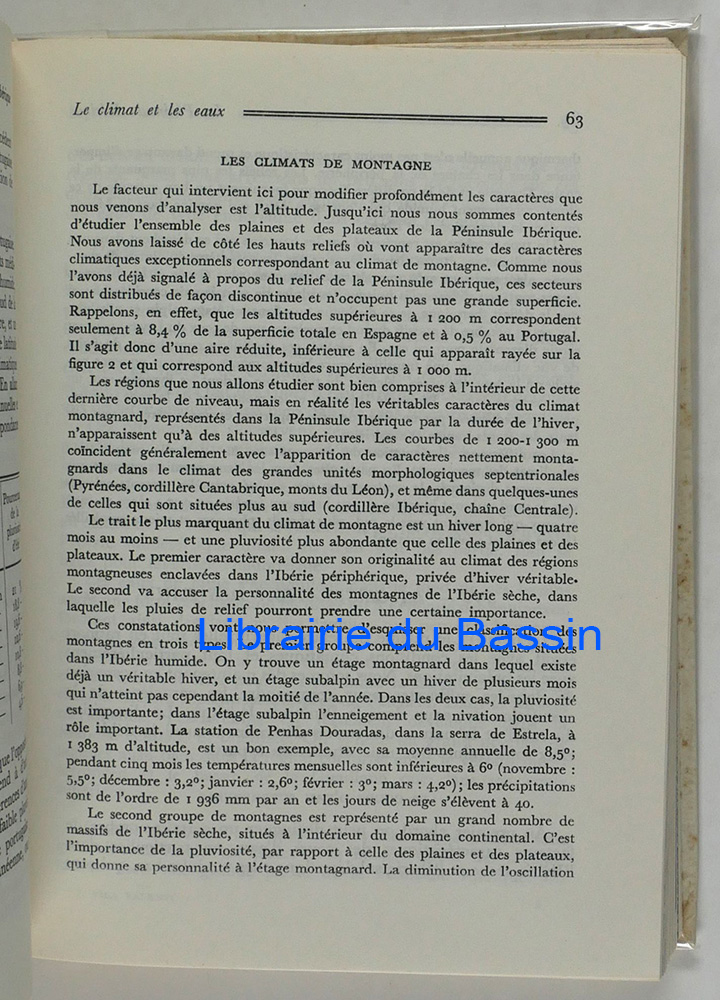 Le climat et les eaux 63
LES CLIMATS DE MONTAGNE
Le facteur qui intervient ici pour modifier profondément les caractères que
nous venons d'analyser est l'altitude. Jusqu'ici nous nous sommes contentés
d'étudier l'ensemble des plaines et des plateaux de la Péninsule Ibérique.
Nous avons laissé de côté les hauts reliefs où vont apparaître des caractères
climatiques exceptionnels correspondant au climat de montagne. Comme nous
l'avons déjà signalé à propos du relief de la Péninsule Ibérique, ces secteurs
sont distribués de façon discontinue et n'occupent pas une grande superficie.
Rappelons, en effet, que les altitudes supérieures à 1 200 m correspondent
seulement à 8,4 % de la superficie totale en Espagne et à 0,5 % au Portugal.
Il s'agit donc d'une aire réduite, inférieure à celle qui apparaît rayée sur la
figure 2 et qui correspond aux altitudes supérieures à 1 000 m.
Les régions que nous allons étudier sont bien comprises à l'intérieur de cette
dernière courbe de niveau, mais en réalité les véritables caractères du climat
montagnard, représentés dans la Péninsule Ibérique par la durée de l'hiver,
n'apparaissent qu'à des altitudes supérieures. Les courbes de 1 200-1 300 m
coïncident généralement avec l'apparition de caractères nettement monta-
gnards dans le climat des grandes unités morphologiques septentrionales
(Pyrénées, cordillère Cantabrique, monts du Léon), et même dans quelques-unes
de celles qui sont situées plus au sud (cordillère Ibérique, chaîne Centrale).
Le trait le plus marquant du climat de montagne est un hiver long — quatre
mois au moins — et une pluviosité plus abondante que celle des plaines et des
plateaux. Le premier caractère va donner son originalité au climat des régions
montagneuses enclavées dans l'Ibérie périphérique, privée d'hiver véritable.
Le second va accuser la personnalité des montagnes de l'Ibérie sèche, dans
laquelle les pluies de relief pourront prendre une certaine importance.
Ces constatations vont nous permettre d'esquisser une classification des
montagnes en trois types. Le premier groupe comprend les montagnes situées
Librairie du Bassin
dans l'Ibérie humide. On y trouve un étage montagnard dans lequel existe
déjà un véritable hiver, et un étage subalpin avec un hiver de plusieurs mois
qui n'atteint pas cependant la moitié de l'année. Dans les deux cas, la pluviosité
est importante; dans l'étage subalpin l'enneigement et la nivation jouent un
rôle important. La station de Penhas Douradas, dans la serra de Estrela, à
1 383 m d'altitude, est un bon exemple, avec sa moyenne annuelle de 8,5°;
pendant cinq mois les températures mensuelles sont inférieures à 6° (novembre :
5,5°; décembre : 3,2°; janvier : 2,6°; février : 3°; mars : 4,2°); les précipitations
sont de l'ordre de 1 936 mm par an et les jours de neige s'élèvent à 40.
Le second groupe de montagnes est représenté par un grand nombre de
massifs de l'Ibérie sèche, situés à l'intérieur du domaine continental. C'est
l'importance de la pluviosité, par rapport à celle des plaines et des plateaux,
qui donne sa personnalité à l'étage montagnard. La diminution de l'oscillation